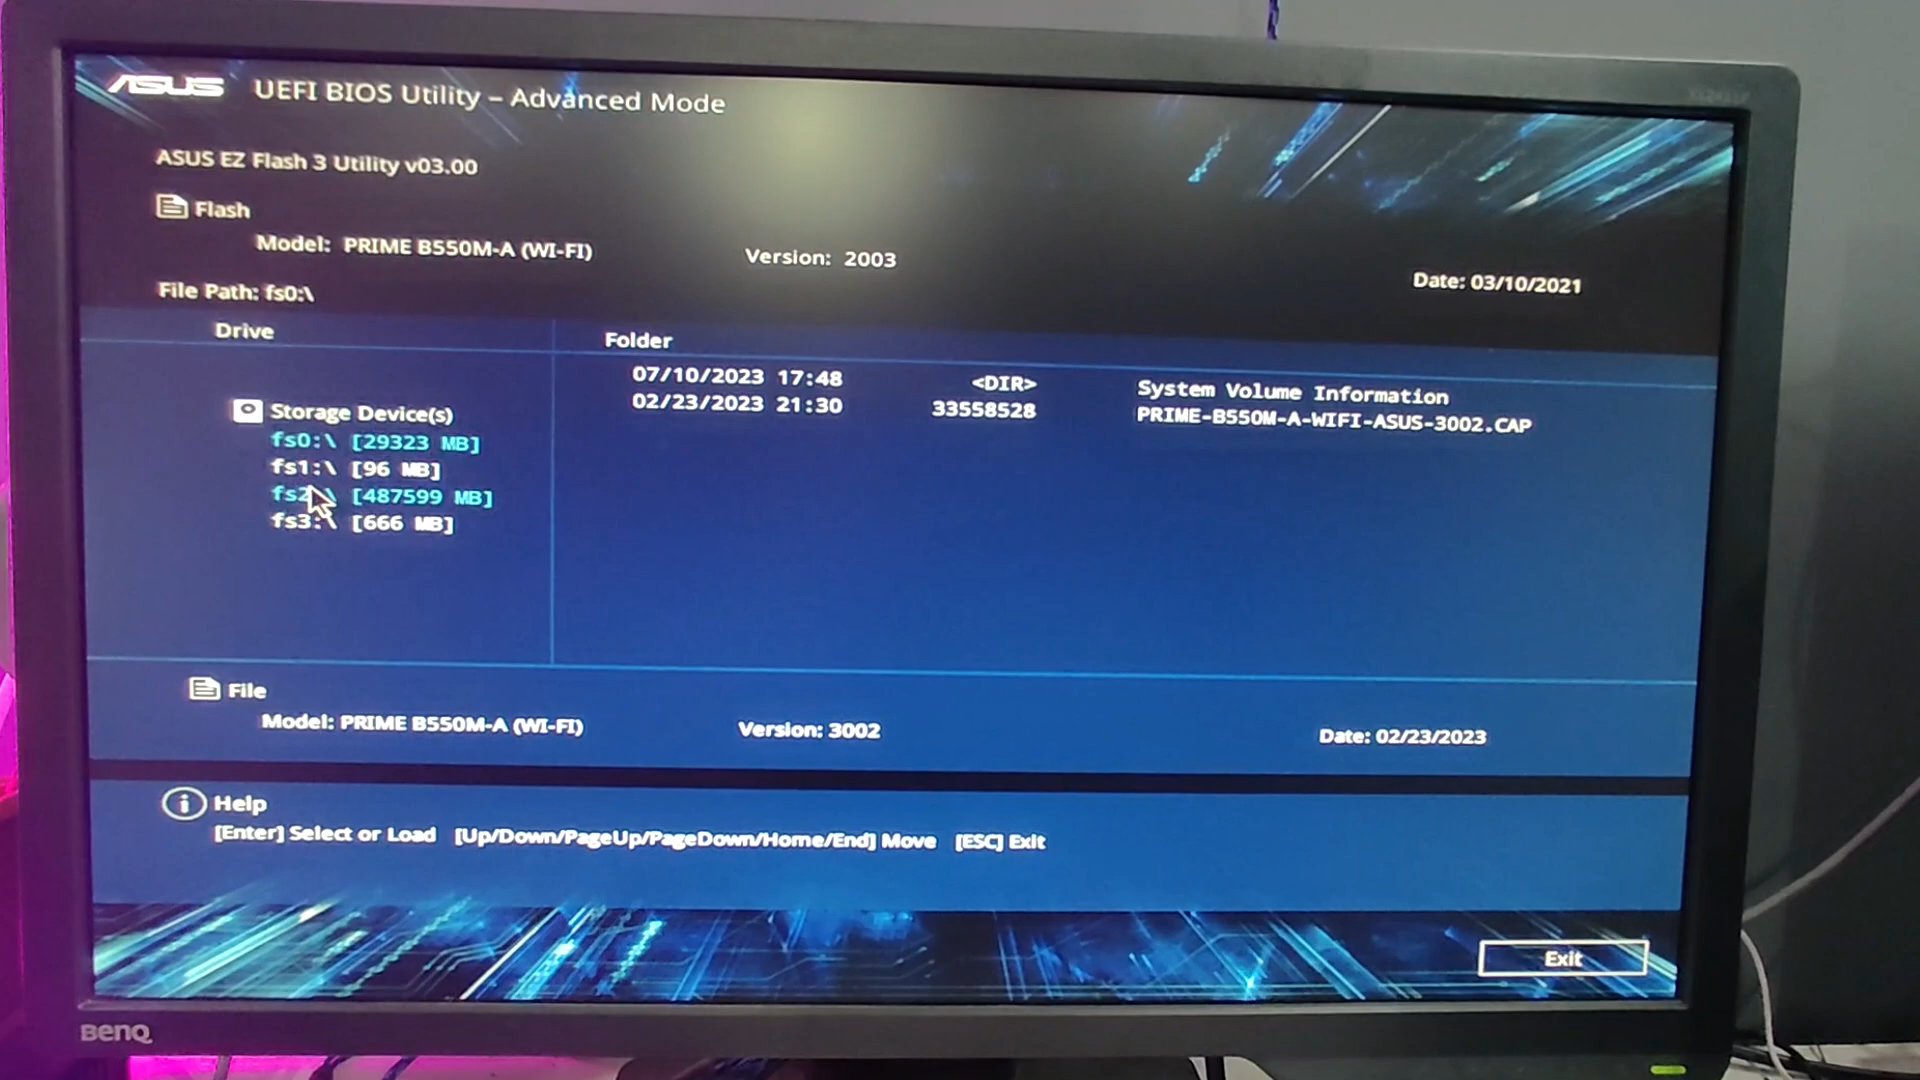 ASUS UEFI BIOS Utility – Advanced Mode
ASUS EZ Flash 3 Utility v03.00
Flash
Model: PRIME B550M-A (WI-FI) Version: 2003 Date: 03/10/2021
File Path: fs0:\
Drive Folder
07/10/2023 17:48 <DIR> System Volume Information
02/23/2023 21:30 33558528 PRIME-B550M-A-WIFI-ASUS-3002.CAP
Storage Device(s)
fs0:\ [29323 MB]
fs1:\ [96 MB]
fs2:\ [487599 MB]
fs3:\ [666 MB]
File
Model: PRIME B550M-A (WI-FI) Version: 3002 Date: 02/23/2023
Help
[Enter] Select or Load [Up/Down/PageUp/PageDown/Home/End] Move [ESC] Exit
Exit
BenQ